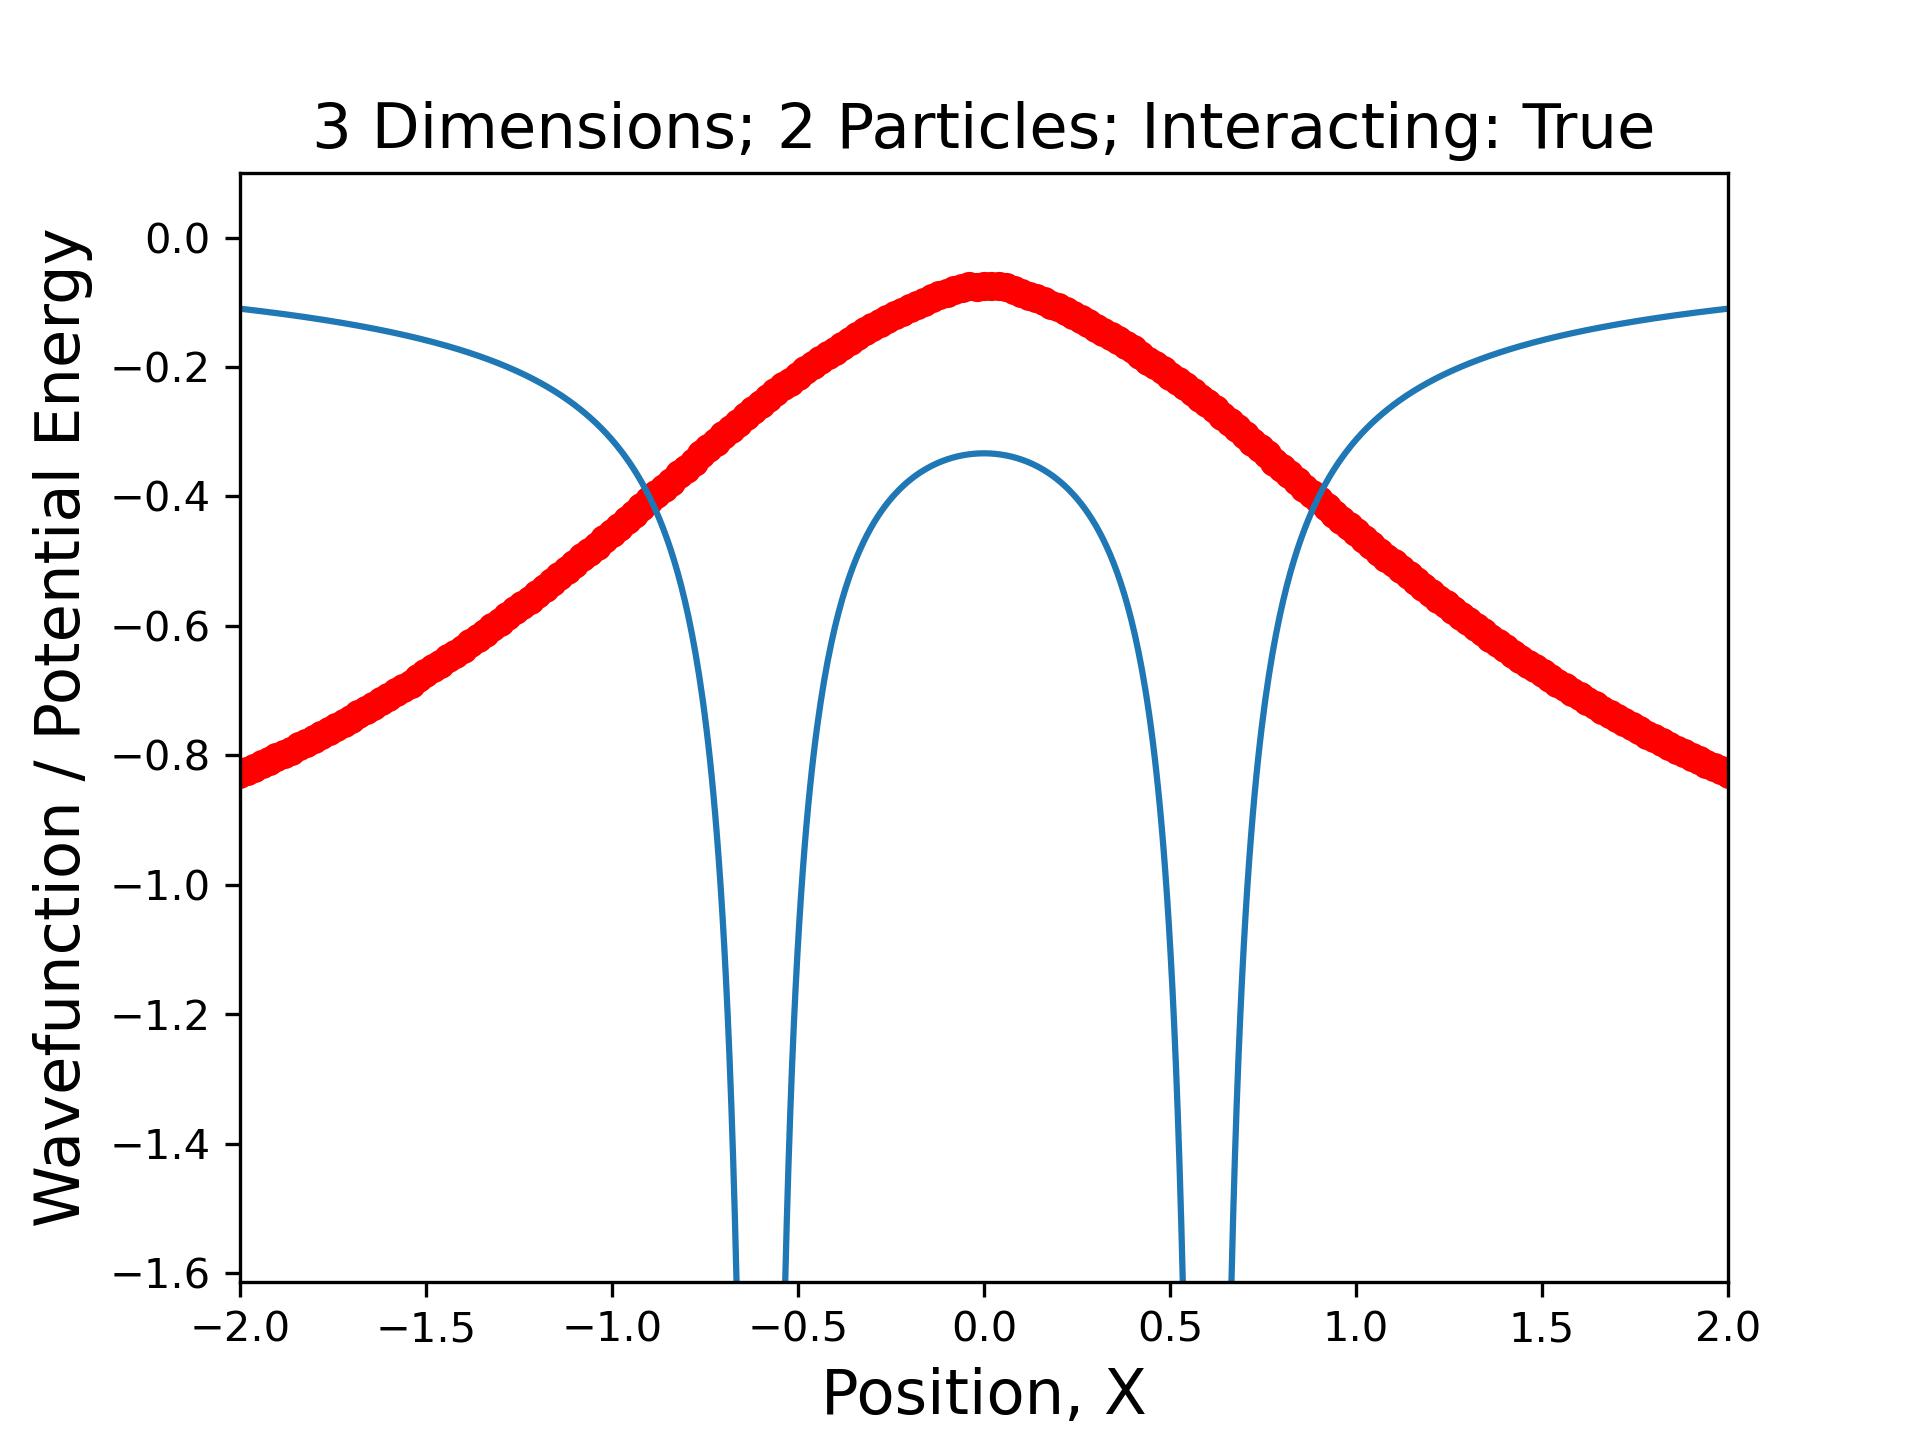 3 Dimensions; 2 Particles; Interacting: True
Wavefunction / Potential Energy
0.0
−0.2
−0.4
−0.6
−0.8
−1.0
−1.2
−1.4
−1.6
−2.0 −1.5 −1.0 −0.5 0.0 0.5 1.0 1.5 2.0
Position, X